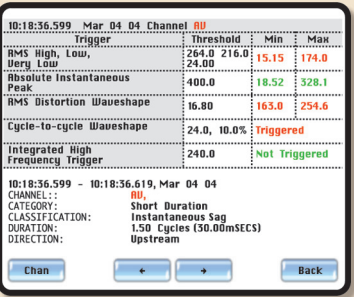 10:18:36.599 Mar 04 04 Channel AV
Trigger Threshold Min Max
RMS High, Low, 264.0 216.0 15.15 174.0
Very Low 24.00
Absolute Instantaneous 400.0 18.52 328.1
Peak
RMS Distortion Waveshape 16.80 163.0 254.6
Cycle-to-cycle Waveshape 24.0, 10.0% Triggered
Integrated High 240.0 Not Triggered
Frequency Trigger
10:18:36.599 - 10:18:36.619, Mar 04 04
CHANNEL:: AV,
CATEGORY: Short Duration
CLASSIFICATION: Instantaneous Sag
DURATION: 1.50 Cycles (30.00mSECS)
DIRECTION: Upstream
Chan ← → Back